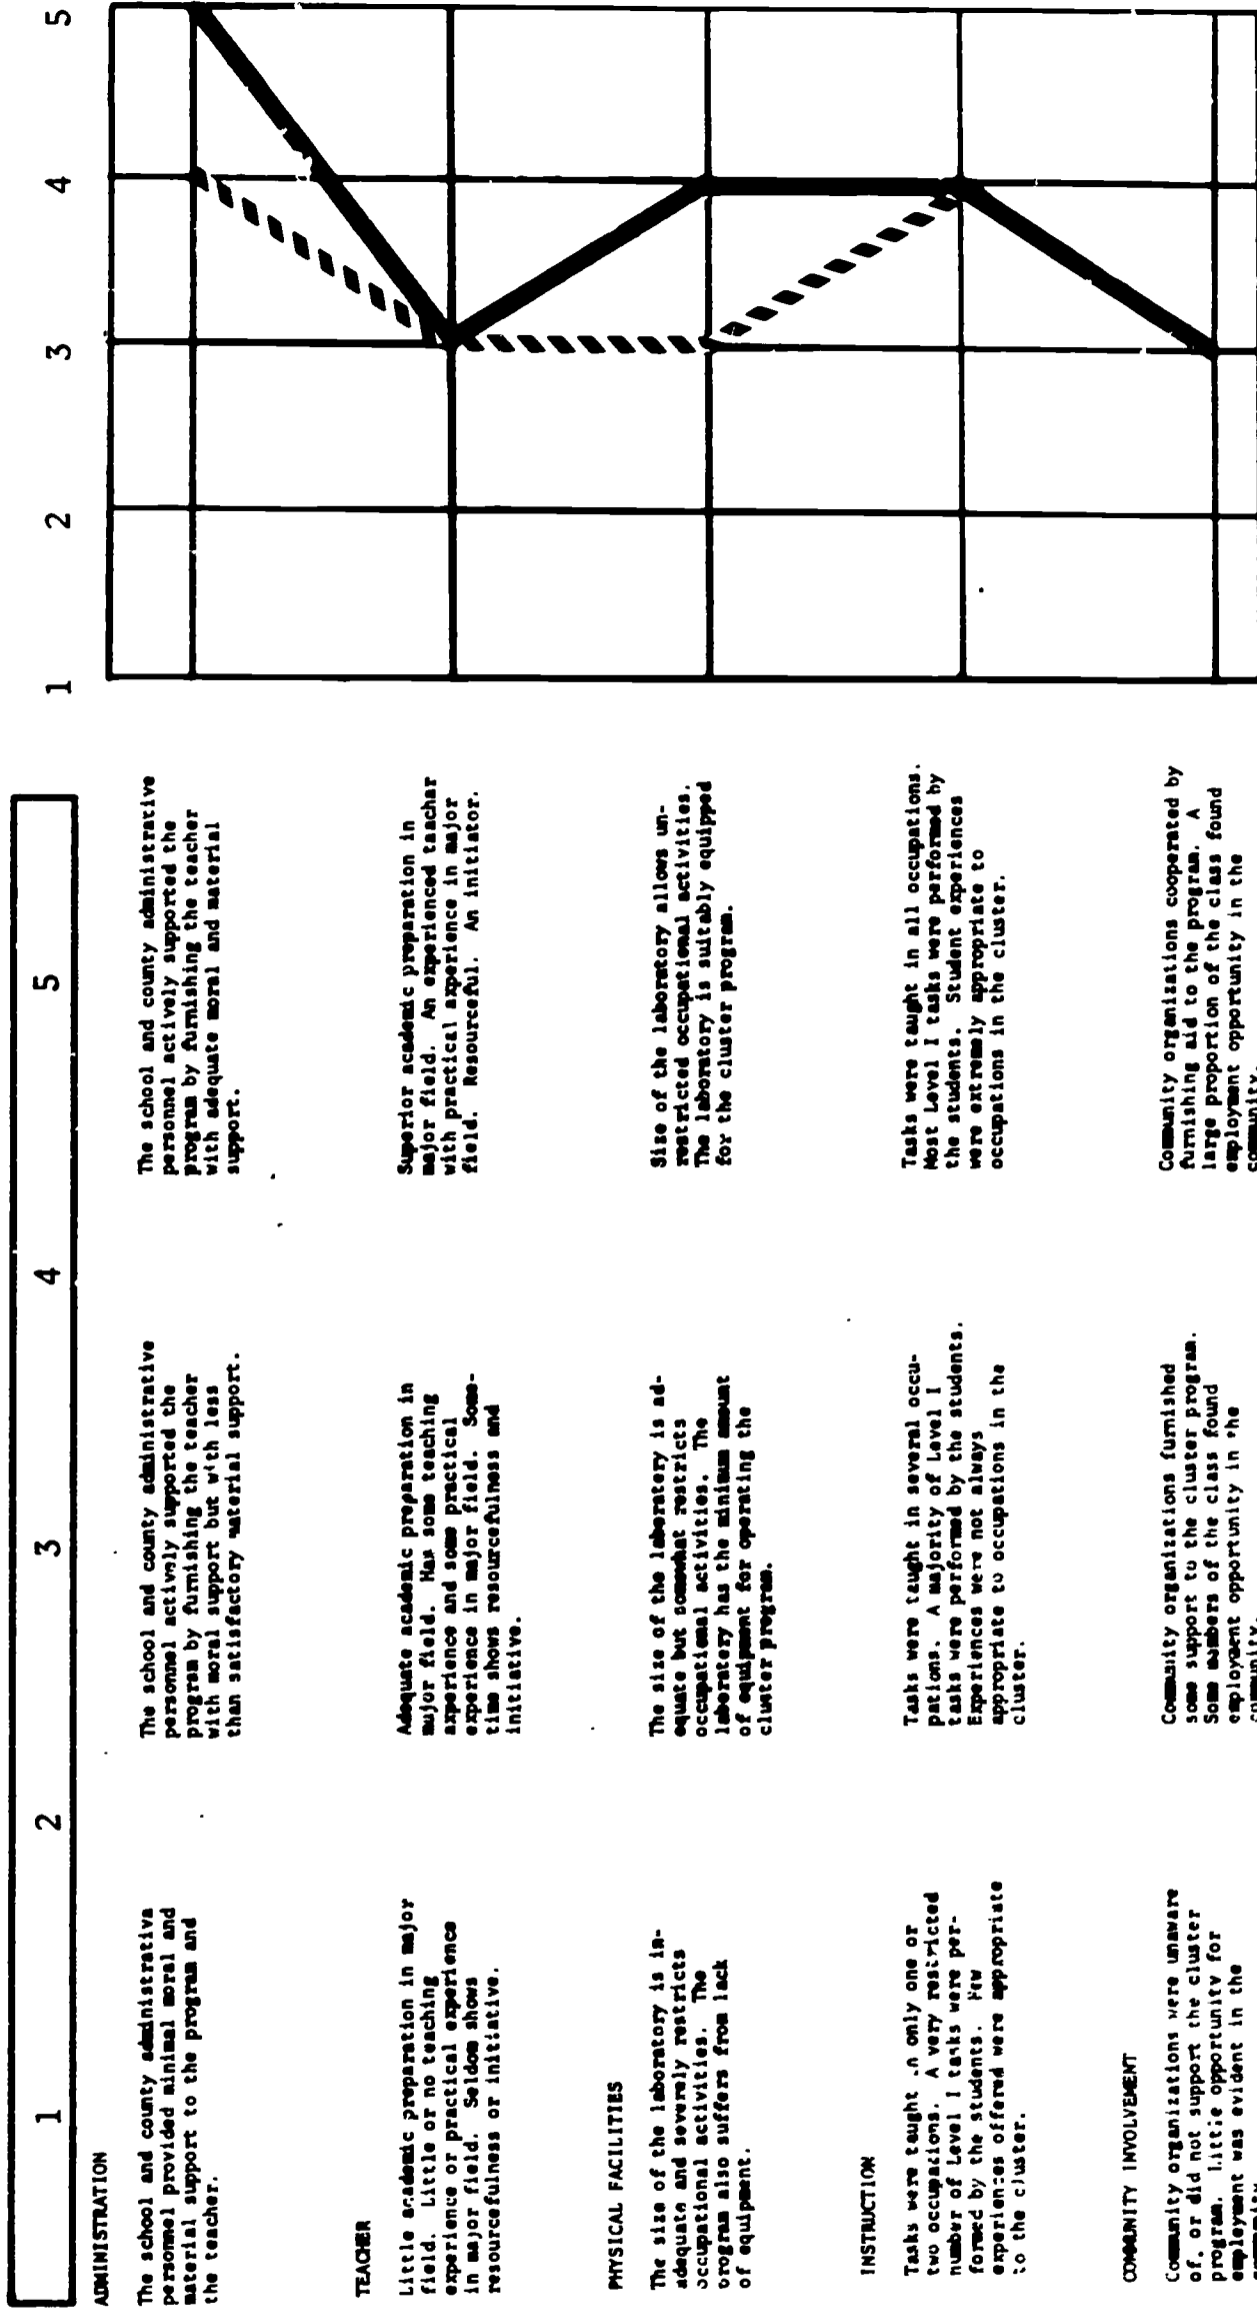 1 2 3 4 5
1 2 3 4 5
ADMINISTRATION
The school and county administrativa
personnel provided minimal moral and
material support to the program and
the teacher.
The school and county administrative
personnel actively supported the
program by furnishing the teacher
with moral support but with less
than satisfactory material support.
The school and county administrative
personnel actively supported the
program by furnishing the teacher
with adequate moral and material
support.
TEACHER
Little academic preparation in major
field. Little or no teaching
experience or practical experience
in major field. Seldom shows
resourcefulness or initiative.
Adequate academic preparation in
major field. Has some teaching
experience and some practical
experience in major field. Some-
time shows resourcefulness and
initiative.
Superior academic preparation in
major field. An experienced teachar
with practical experience in major
field. Resourceful. An initiator.
PHYSICAL FACILITIES
The size of the laboratory is in-
adequate and severely restricts
occupational activities. The
program also suffers from lack
of equipment.
The size of the laboratory is ad-
equate but somewhat restricts
occupational activities. The
laboratory has the minimum amount
of equipment for operating the
cluster program.
Size of the laboratory allows un-
restricted occupational activities.
The laboratory is suitably equipped
for the cluster program.
INSTRUCTION
Tasks were taught in only one or
two occupations. A very restricted
number of Level I tasks were per-
formed by the students. Few
experiences offered were appropriate
to the cluster.
Tasks were taught in several occu-
pations. A majority of Level I
tasks were performed by the students.
Experiences were not always
appropriate to occupations in the
cluster.
Tasks were taught in all occupations.
Most Level I tasks were performed by
the students. Student experiences
were extremely appropriate to
occupations in the cluster.
COMMUNITY INVOLVEMENT
Community organizations were unaware
of, or did not support the cluster
program. Little opportunity for
employment was evident in the
Community organizations furnished
some support to the cluster program.
Some members of the class found
employment opportunity in the
community.
Community organizations cooperated by
furnishing aid to the program. A
large proportion of the class found
employment opportunity in the
community.